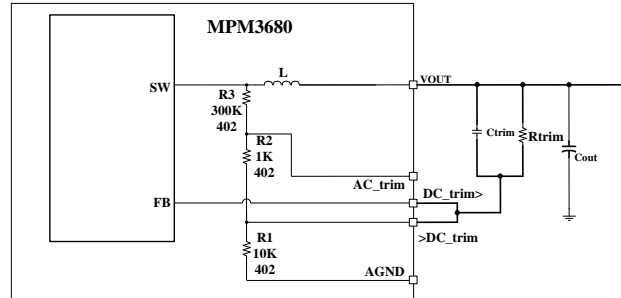 MPM3680
SW
L
VOUT
R3
300K
402
Ctrim
Rtrim
R2
1K
402
Cout
AC_trim
DC_trim>
FB
>DC_trim
R1
10K
402
AGND